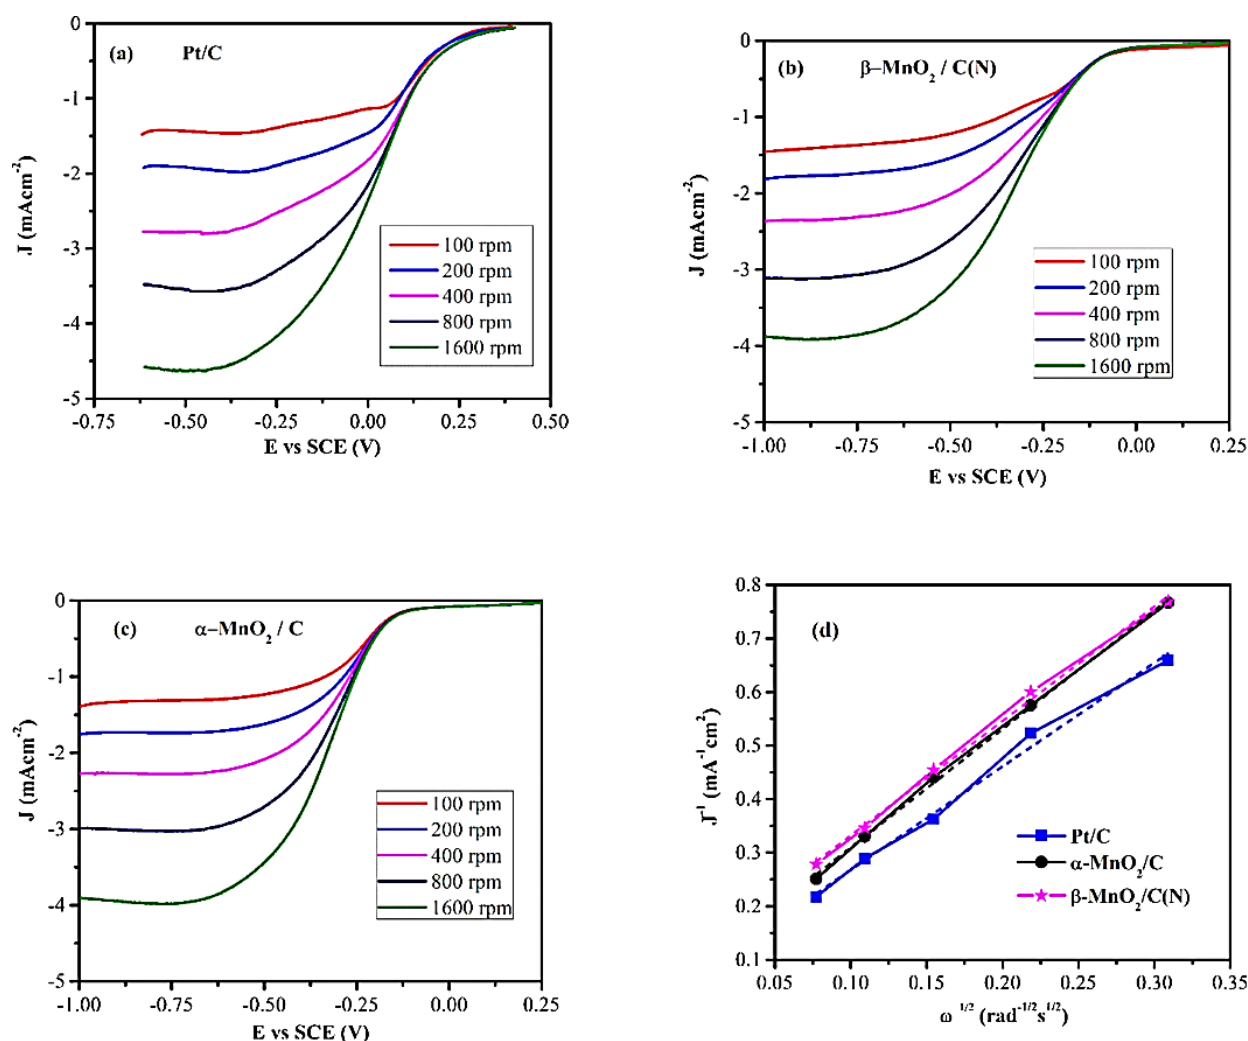 (a) Pt/C
0
-1
-2
-3
-4
-5
J (mAcm⁻²)
100 rpm
200 rpm
400 rpm
800 rpm
1600 rpm
-0.75 -0.50 -0.25 0.00 0.25 0.50
E vs SCE (V)
(b) β–MnO₂ / C(N)
0
-1
-2
-3
-4
-5
J (mAcm⁻²)
100 rpm
200 rpm
400 rpm
800 rpm
1600 rpm
-1.00 -0.75 -0.50 -0.25 0.00 0.25
E vs SCE (V)
(c) α–MnO₂ / C
0
-1
-2
-3
-4
-5
J (mAcm⁻²)
100 rpm
200 rpm
400 rpm
800 rpm
1600 rpm
-1.00 -0.75 -0.50 -0.25 0.00 0.25
E vs SCE (V)
(d)
0.8
0.7
0.6
0.5
0.4
0.3
0.2
0.1
J⁻¹ (mA⁻¹cm²)
Pt/C
α-MnO₂/C
β-MnO₂/C(N)
0.05 0.10 0.15 0.20 0.25 0.30 0.35
ω ¹ᐟ² (rad⁻¹ᐟ²s¹ᐟ²)